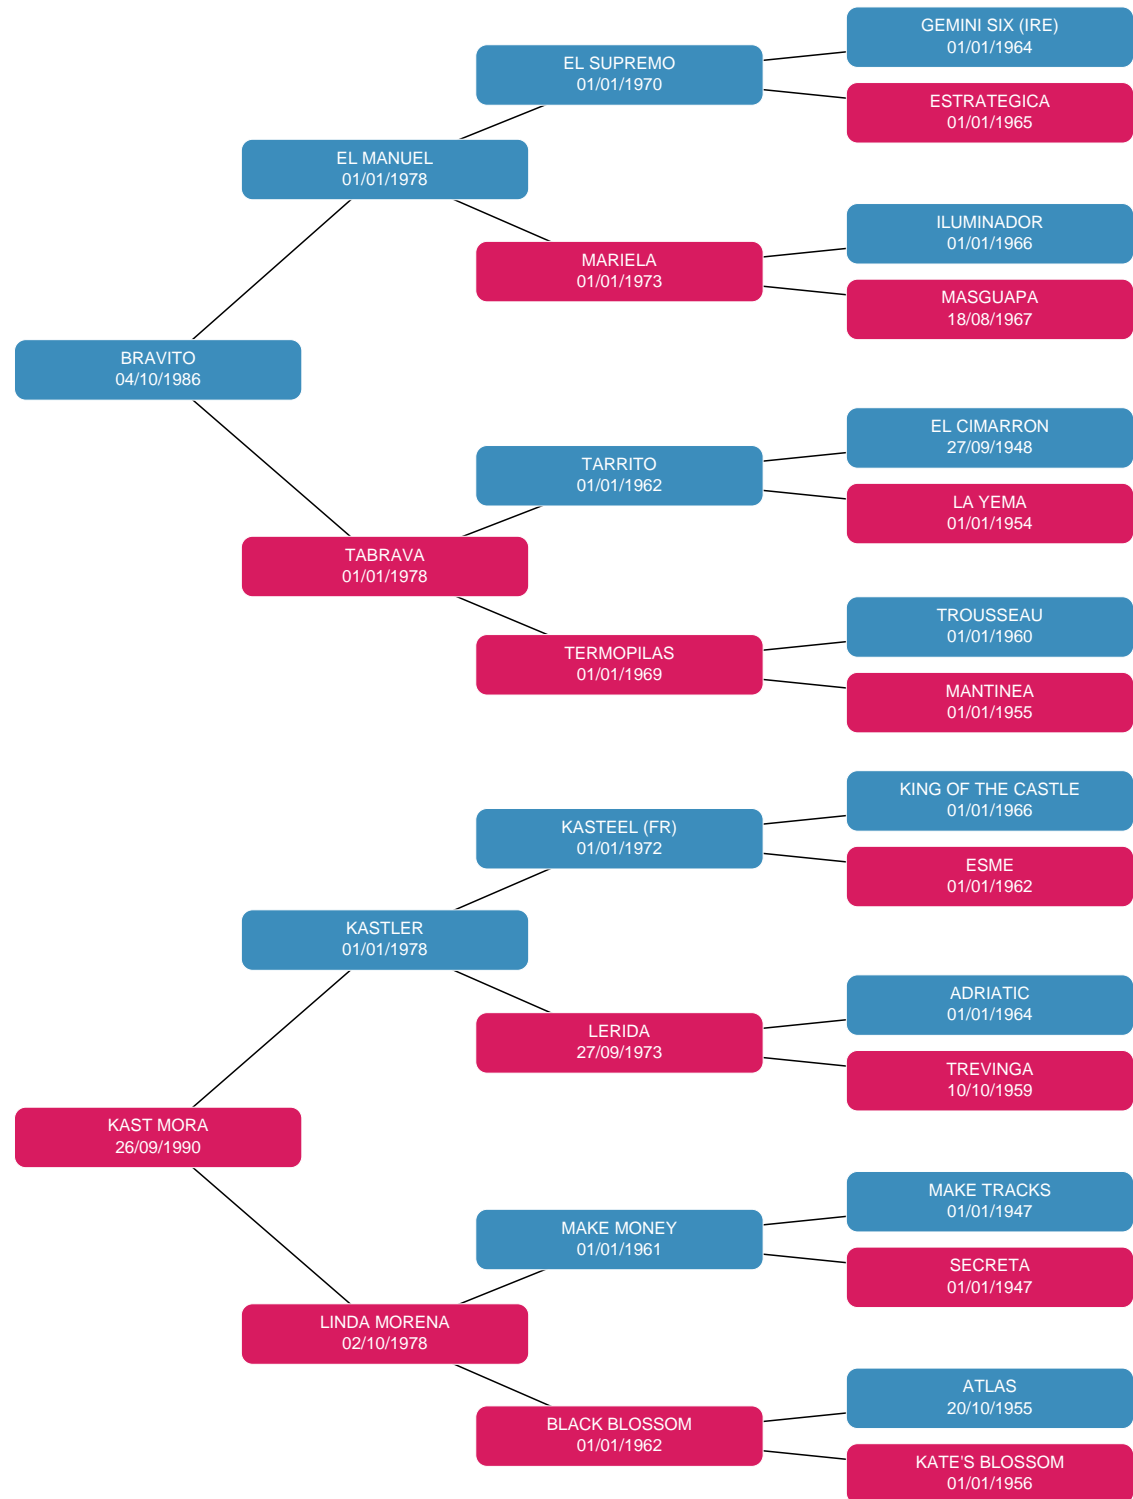 GEMINI SIX (IRE)
01/01/1964
EL SUPREMO
01/01/1970
ESTRATEGICA
01/01/1965
EL MANUEL
01/01/1978
ILUMINADOR
01/01/1966
MARIELA
01/01/1973
MASGUAPA
18/08/1967
BRAVITO
04/10/1986
EL CIMARRON
27/09/1948
TARRITO
01/01/1962
LA YEMA
01/01/1954
TABRAVA
01/01/1978
TROUSSEAU
01/01/1960
TERMOPILAS
01/01/1969
MANTINEA
01/01/1955
KING OF THE CASTLE
01/01/1966
KASTEEL (FR)
01/01/1972
ESME
01/01/1962
KASTLER
01/01/1978
ADRIATIC
01/01/1964
LERIDA
27/09/1973
TREVINGA
10/10/1959
KAST MORA
26/09/1990
MAKE TRACKS
01/01/1947
MAKE MONEY
01/01/1961
SECRETA
01/01/1947
LINDA MORENA
02/10/1978
ATLAS
20/10/1955
BLACK BLOSSOM
01/01/1962
KATE'S BLOSSOM
01/01/1956